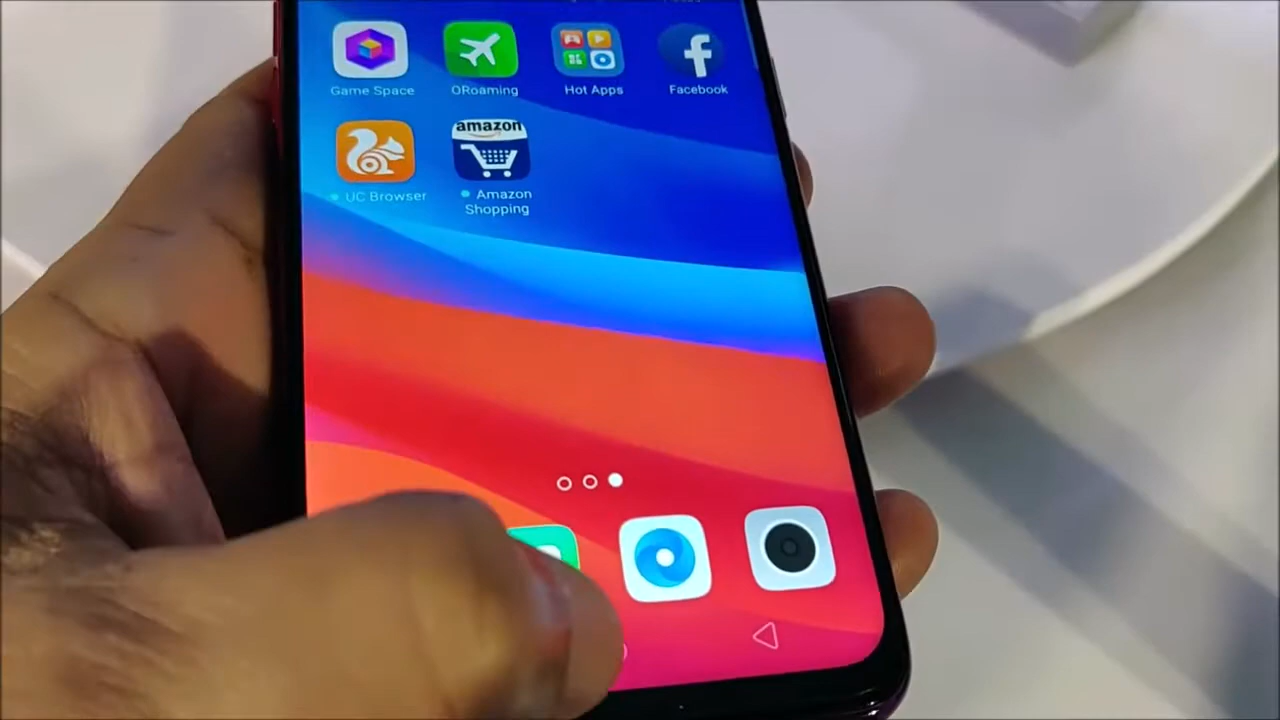 Game Space
ORoaming
Hot Apps
Facebook
amazon
UC Browser
Amazon
Shopping